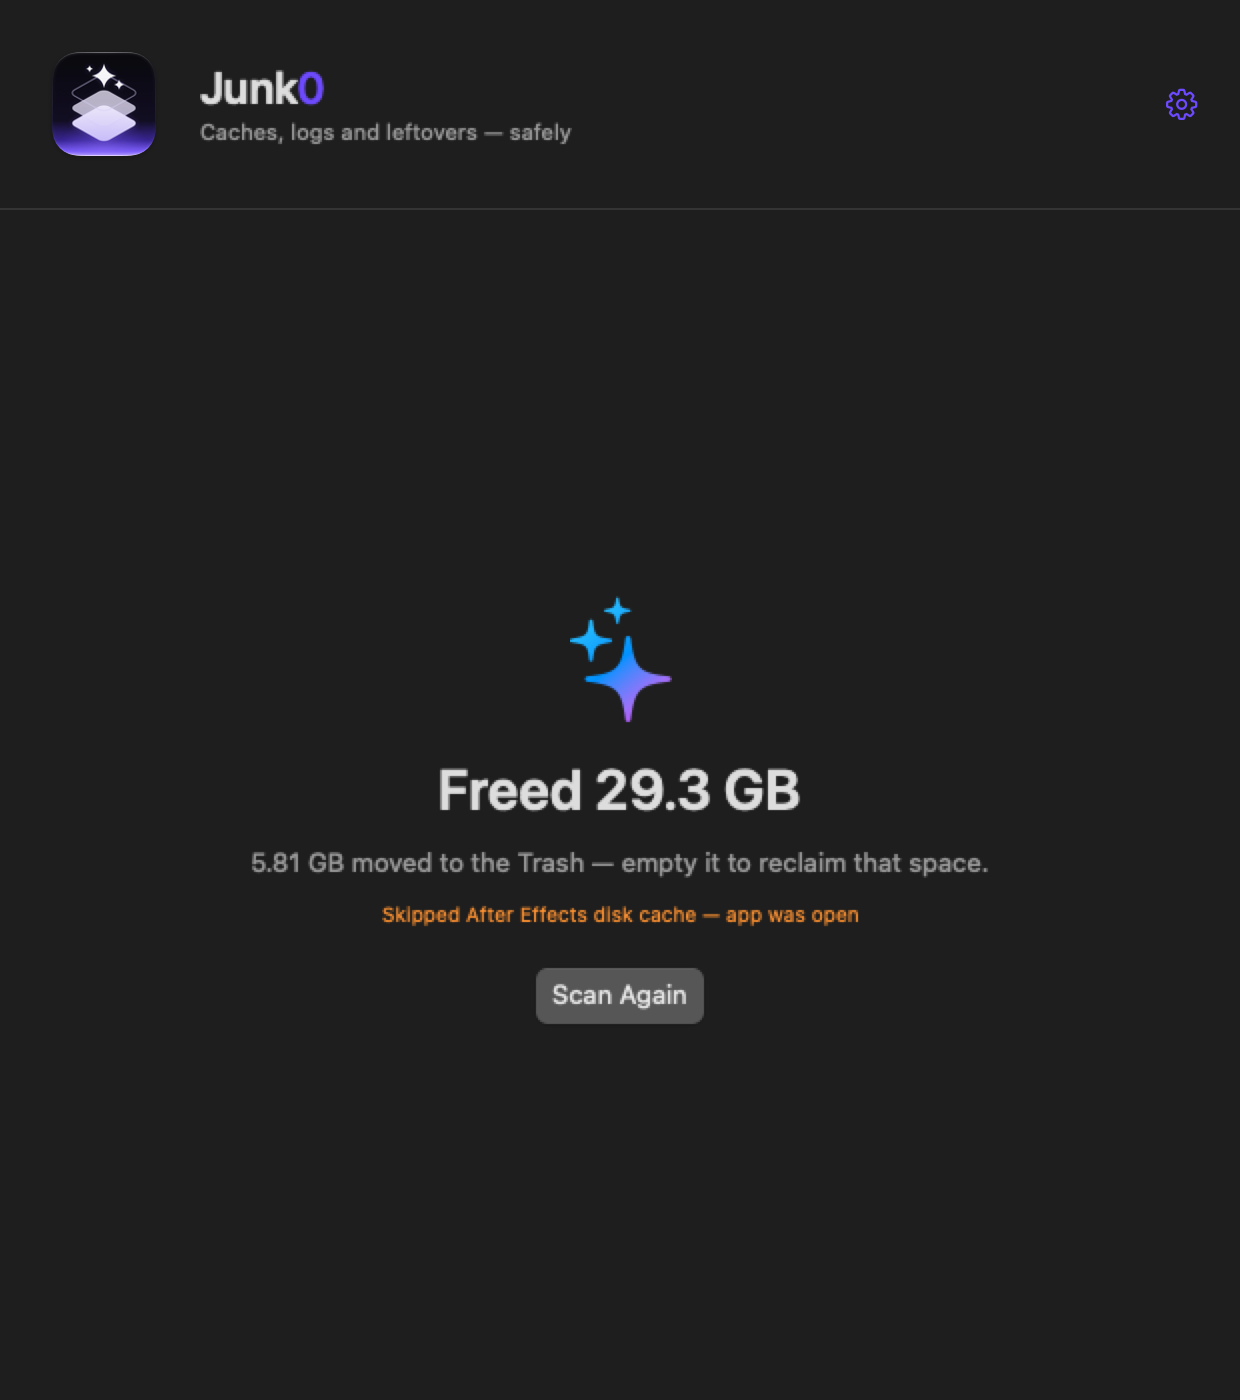 Junk0
Caches, logs and leftovers — safely
Freed 29.3 GB
5.81 GB moved to the Trash — empty it to reclaim that space.
Skipped After Effects disk cache — app was open
Scan Again